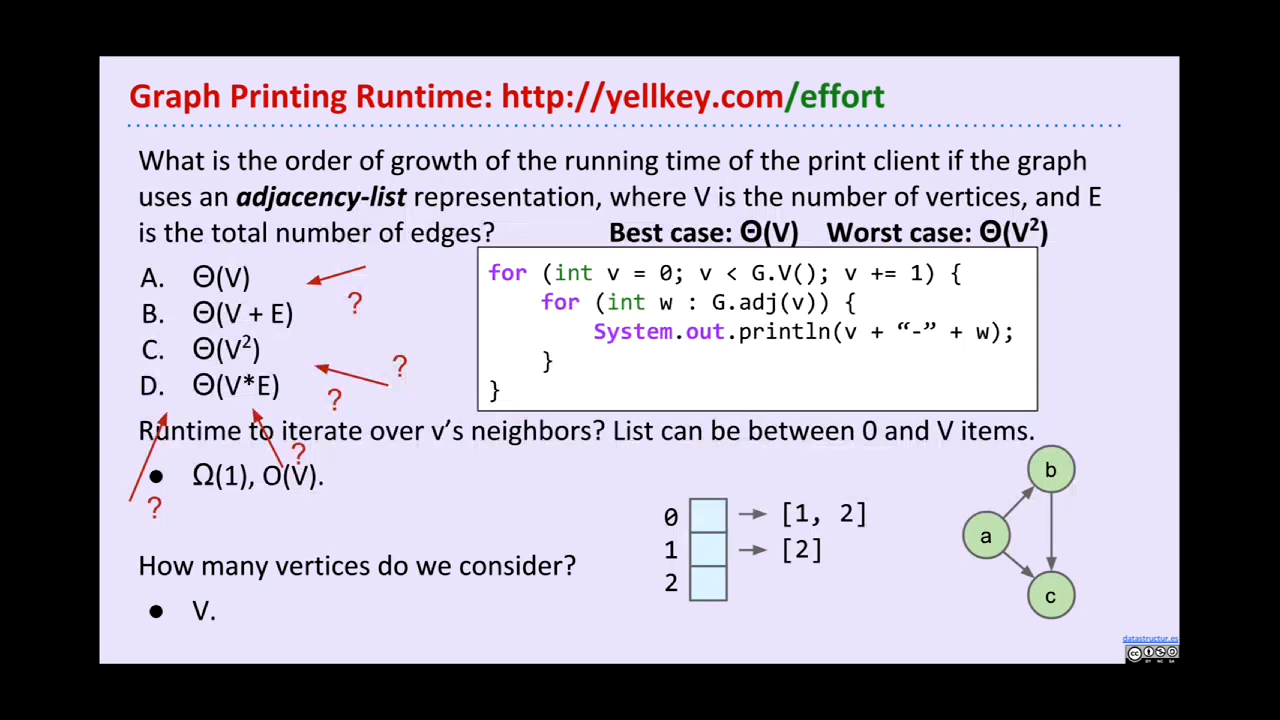 Graph Printing Runtime: http://yellkey.com/effort
What is the order of growth of the running time of the print client if the graph
uses an adjacency-list representation, where V is the number of vertices, and E
is the total number of edges?
Best case: Θ(V) Worst case: Θ(V²)
A. Θ(V)
B. Θ(V + E)
C. Θ(V²)
D. Θ(V*E)
?
?
?
?
?
for (int v = 0; v < G.V(); v += 1) {
for (int w : G.adj(v)) {
System.out.println(v + “-” + w);
}
}
Runtime to iterate over v’s neighbors? List can be between 0 and V items.
● Ω(1), O(V).
How many vertices do we consider?
● V.
0 [1, 2]
1 [2]
2
b
a
c
datastructur.es
cc
BY NC SA